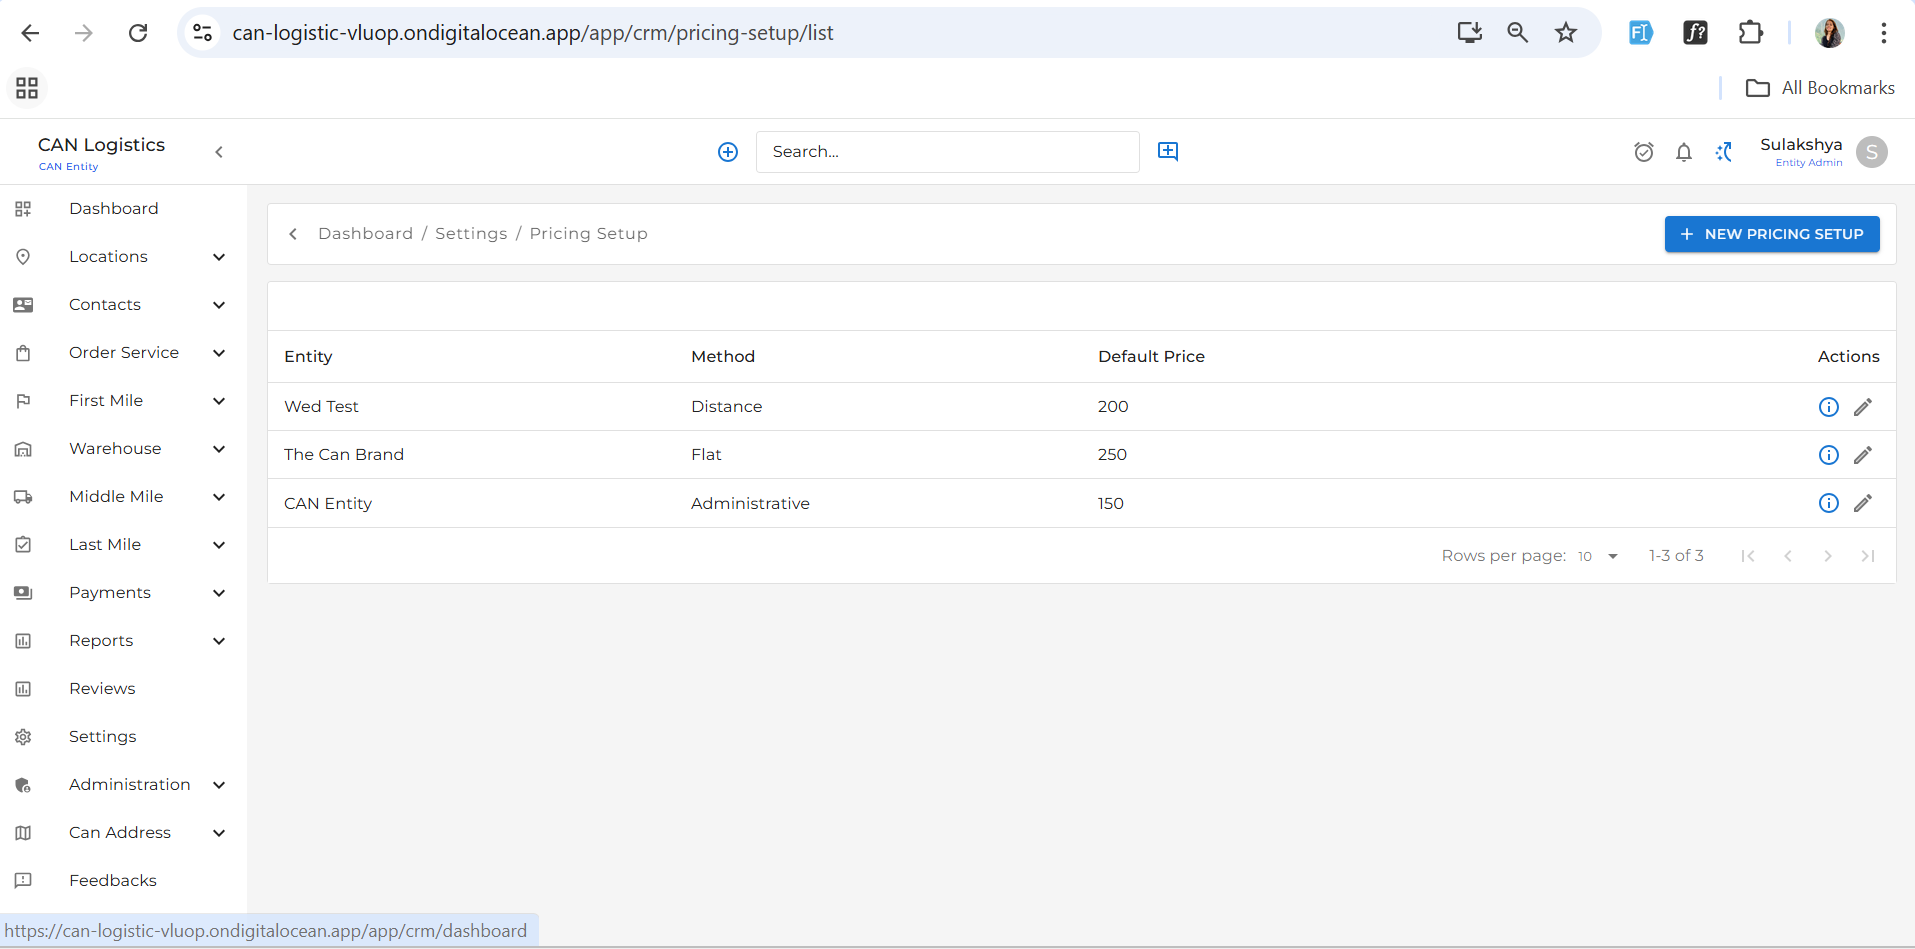 can-logistic-vluop.ondigitalocean.app/app/crm/pricing-setup/list
All Bookmarks
CAN Logistics
CAN Entity
Search...
Sulakshya
Entity Admin
S
Dashboard
Locations
Contacts
Order Service
First Mile
Warehouse
Middle Mile
Last Mile
Payments
Reports
Reviews
Settings
Administration
Can Address
Feedbacks
Dashboard / Settings / Pricing Setup
+ NEW PRICING SETUP
Entity Method Default Price Actions
Wed Test Distance 200
The Can Brand Flat 250
CAN Entity Administrative 150
Rows per page: 10 1-3 of 3
https://can-logistic-vluop.ondigitalocean.app/app/crm/dashboard